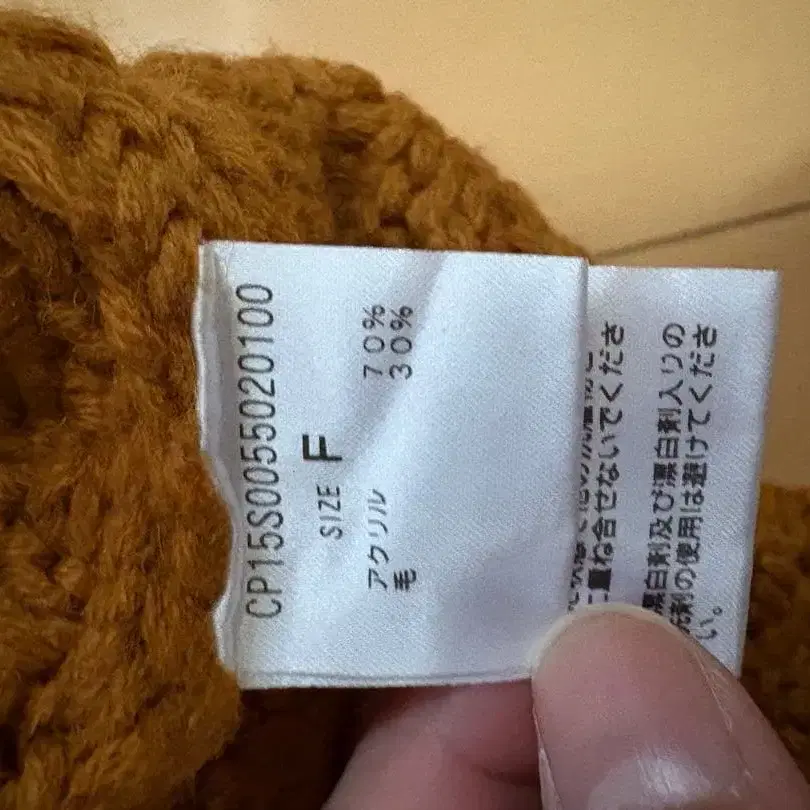 CP15S0055020100
SIZE F
アクリル 70%
毛 30%
重ね合せないでくださ
漂白剤及び漂白剤入りの
洗剤の使用は避けてくださ
い。